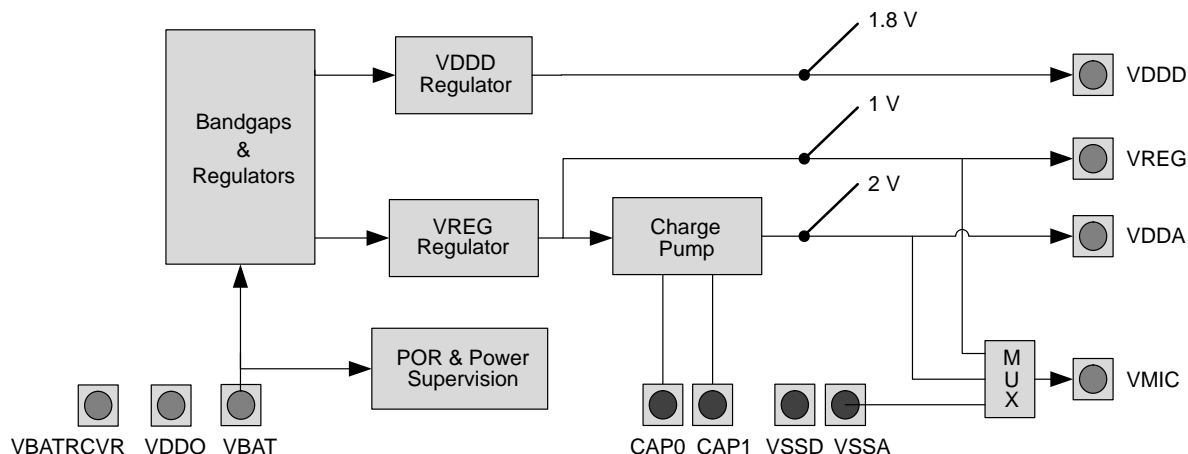 1.8 V
VDDD
Regulator
VDDD
Bandgaps
&
Regulators
1 V
VREG
2 V
VREG
Regulator
Charge
Pump
VDDA
POR & Power
Supervision
M
U
X
VMIC
VBATRCVR
VDDO
VBAT
CAP0
CAP1
VSSD
VSSA